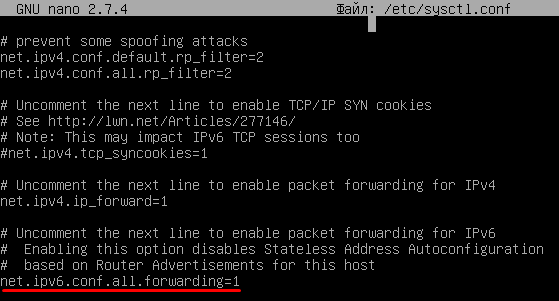 GNU nano 2.7.4 Файл: /etc/sysctl.conf
# prevent some spoofing attacks
net.ipv4.conf.default.rp_filter=2
net.ipv4.conf.all.rp_filter=2
# Uncomment the next line to enable TCP/IP SYN cookies
# See http://lwn.net/Articles/277146/
# Note: This may impact IPv6 TCP sessions too
#net.ipv4.tcp_syncookies=1
# Uncomment the next line to enable packet forwarding for IPv4
net.ipv4.ip_forward=1
# Uncomment the next line to enable packet forwarding for IPv6
#  Enabling this option disables Stateless Address Autoconfiguration
#  based on Router Advertisements for this host
net.ipv6.conf.all.forwarding=1